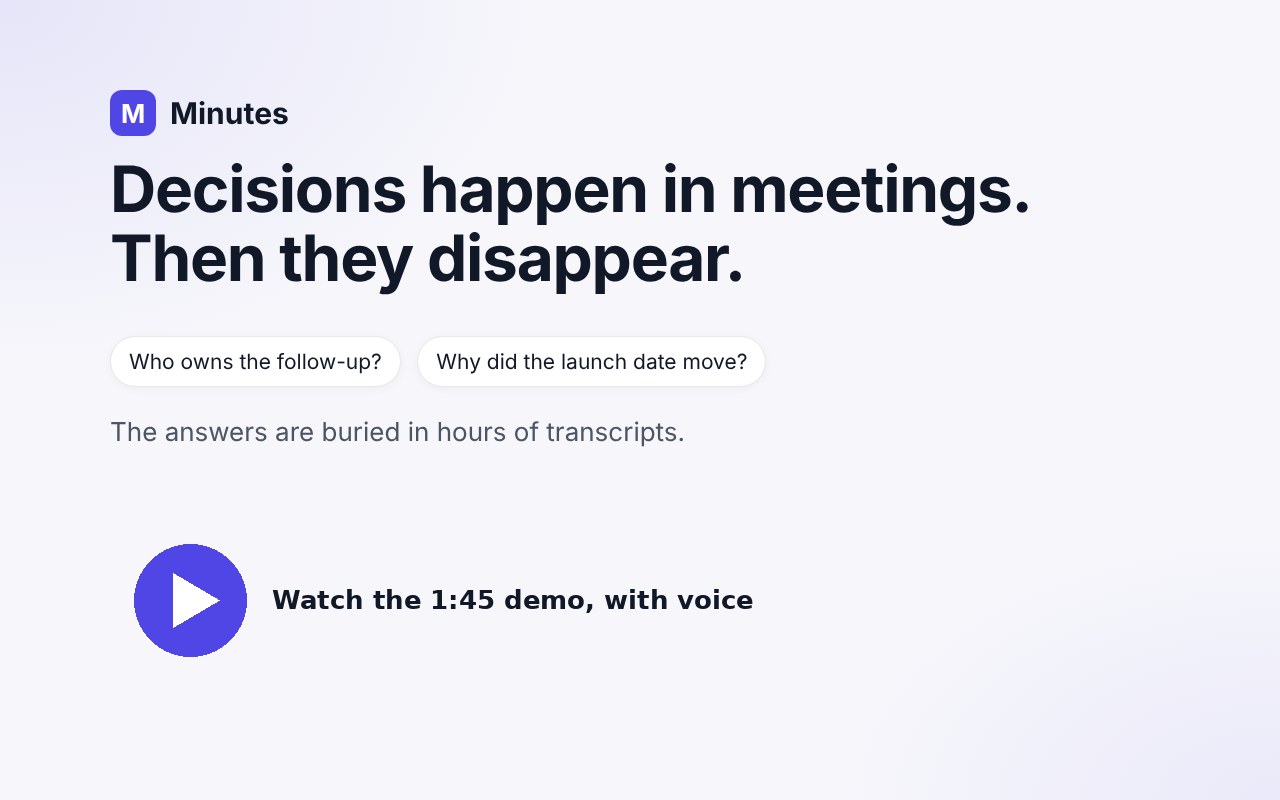 M Minutes
Decisions happen in meetings.
Then they disappear.
Who owns the follow-up? Why did the launch date move?
The answers are buried in hours of transcripts.
Watch the 1:45 demo, with voice